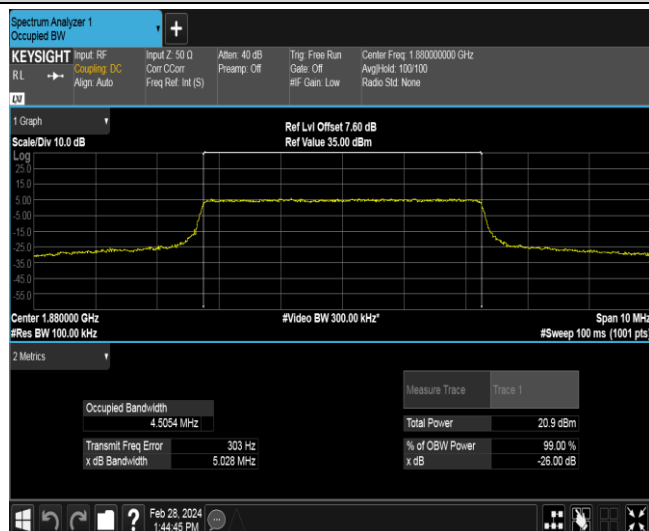 Spectrum Analyzer 1
Occupied BW
+
KEYSIGHT Input: RF Input Z: 50 Ω Atten: 40 dB Trig: Free Run Center Freq: 1.880000000 GHz
RL Coupling: DC Corr CCorr Preamp: Off Gate: Off Avg|Hold: 100/100
Align: Auto Freq Ref: Int (S) #IF Gain: Low Radio Std: None
LXI
1 Graph
Ref Lvl Offset 7.60 dB
Scale/Div 10.0 dB Ref Value 35.00 dBm
Log
25.0
15.0
5.00
-5.00
-15.0
-25.0
-35.0
-45.0
-55.0
Center 1.880000 GHz #Video BW 300.00 kHz* Span 10 MHz
#Res BW 100.00 kHz #Sweep 100 ms (1001 pts)
2 Metrics
Measure Trace Trace 1
Occupied Bandwidth
4.5054 MHz
Total Power 20.9 dBm
Transmit Freq Error 303 Hz % of OBW Power 99.00 %
x dB Bandwidth 5.028 MHz x dB -26.00 dB
? Feb 28, 2024
1:44:45 PM